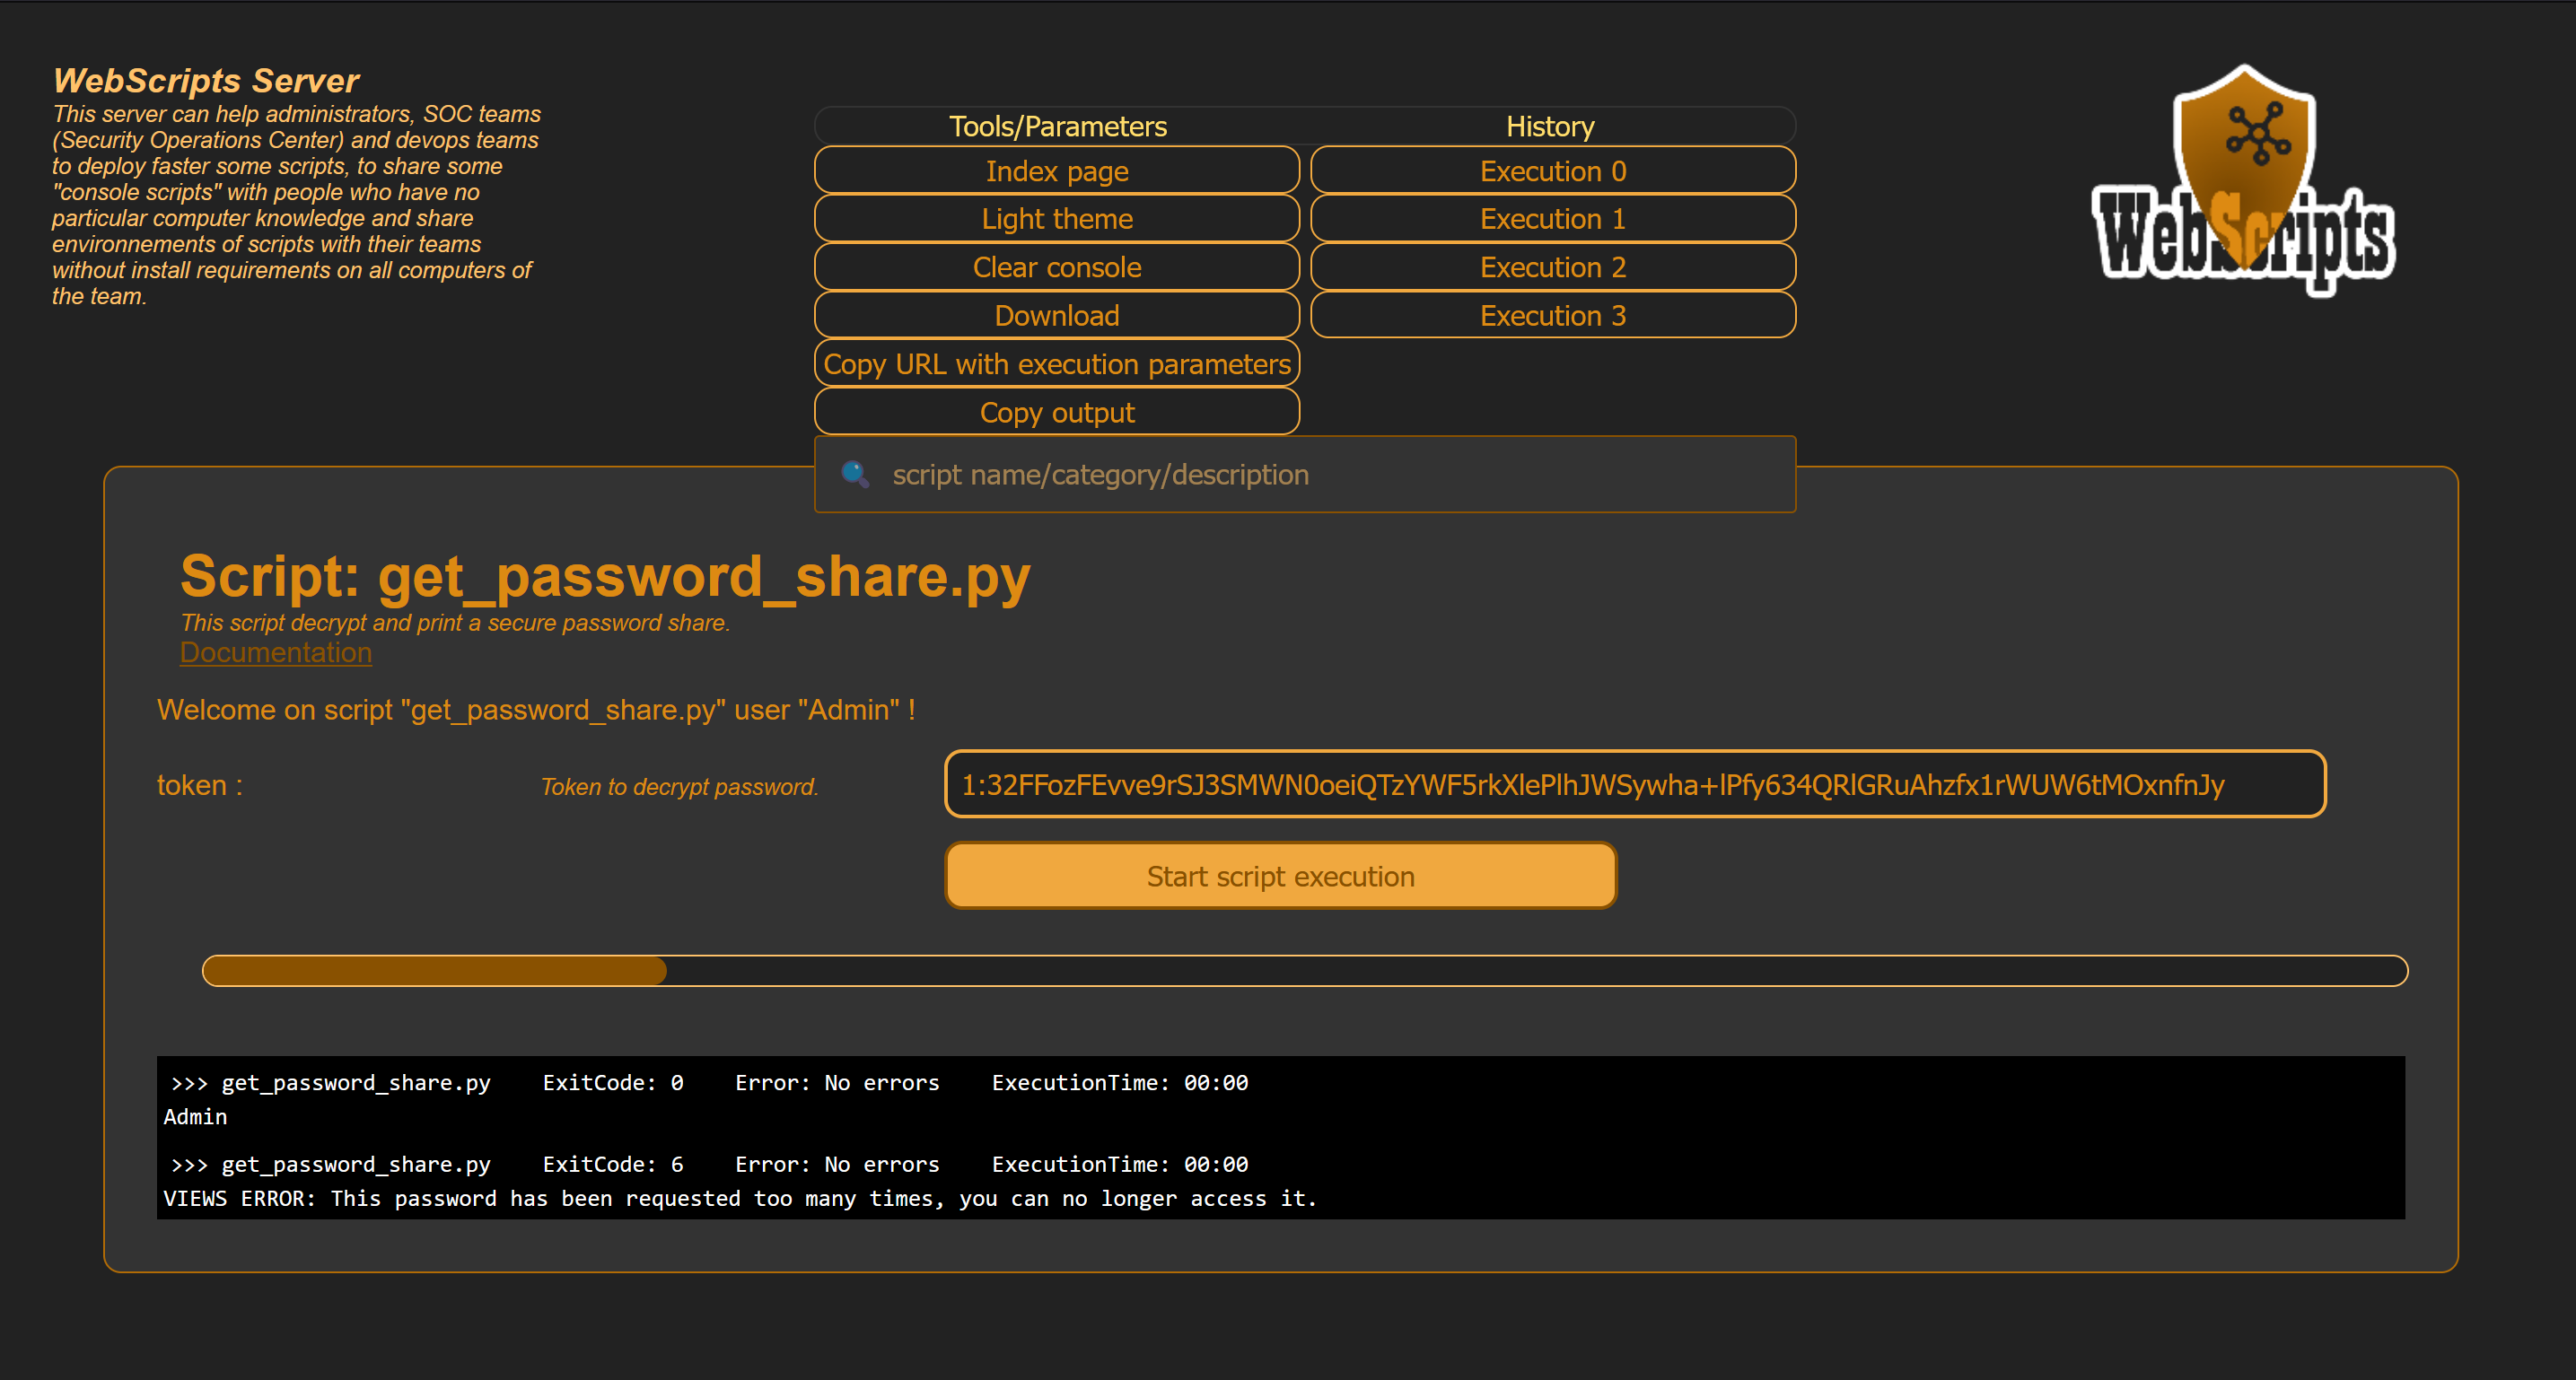 WebScripts Server
This server can help administrators, SOC teams
(Security Operations Center) and devops teams
to deploy faster some scripts, to share some
"console scripts" with people who have no
particular computer knowledge and share
environnements of scripts with their teams
without install requirements on all computers of
the team.
Tools/Parameters
Index page
Light theme
Clear console
Download
Copy URL with execution parameters
Copy output
History
Execution 0
Execution 1
Execution 2
Execution 3
WebScripts
script name/category/description
Script: get_password_share.py
This script decrypt and print a secure password share.
Documentation
Welcome on script "get_password_share.py" user "Admin" !
token : Token to decrypt password. 1:32FFozFEvve9rSJ3SMWN0oeiQTzYWF5rkXlePlhJWSywha+lPfy634QRlGRuAhzfx1rWUW6tMOxnfnJy
Start script execution
>>> get_password_share.py ExitCode: 0 Error: No errors ExecutionTime: 00:00
Admin
>>> get_password_share.py ExitCode: 6 Error: No errors ExecutionTime: 00:00
VIEWS ERROR: This password has been requested too many times, you can no longer access it.